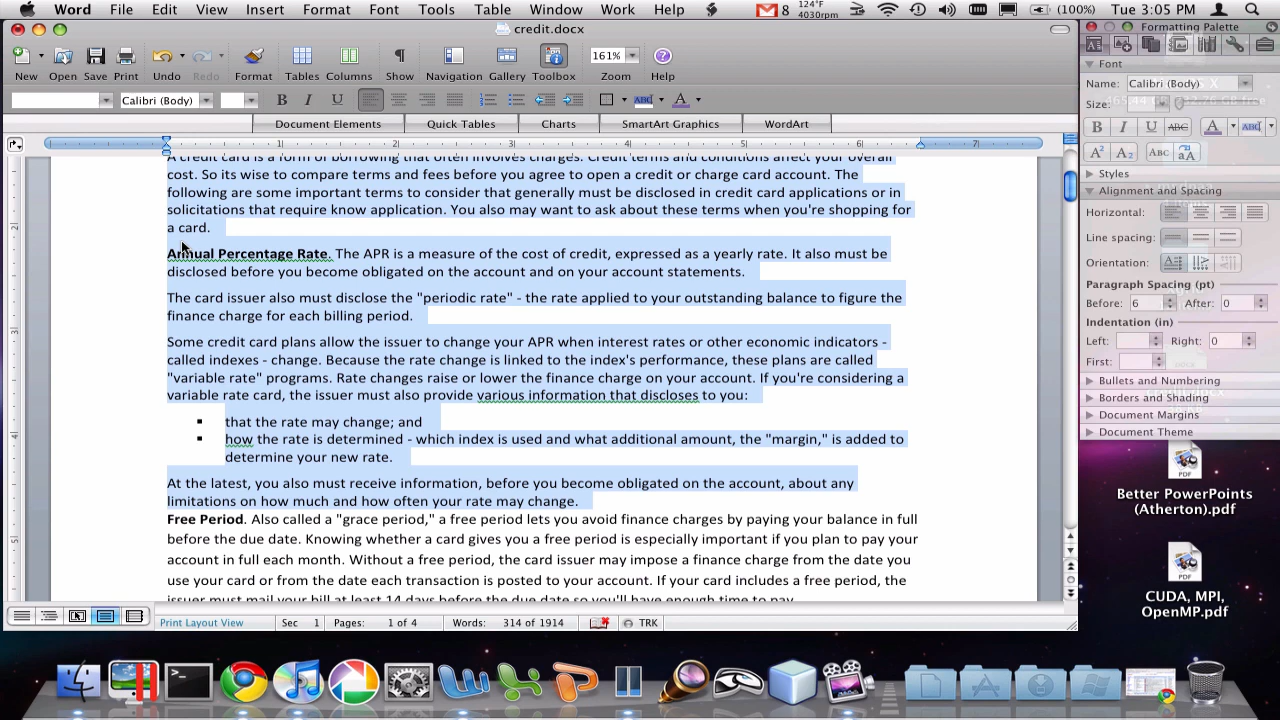 Word File Edit View Insert Format Font Tools Table Window Work Help 8 124°F 4030rpm (100%) Tue 3:05 PM
credit.docx
Formatting Palette
New Open Save Print Undo Redo Format Tables Columns Show Navigation Gallery Toolbox 161% Zoom Help
Calibri (Body) B I U ABC A
Document Elements Quick Tables Charts SmartArt Graphics WordArt
1 2 3 4 5 6 7
Font
Name: Calibri (Body)
Size:
B I U ABC A ABC
A² A₂ ABC aA
Styles
Alignment and Spacing
Horizontal:
Line spacing:
Orientation:
Paragraph Spacing (pt)
Before: 6 After: 0
Indentation (in)
Left: Right: 0
First:
Bullets and Numbering
Borders and Shading
Document Margins
Document Theme
A credit card is a form of borrowing that often involves charges. Credit terms and conditions affect your overall
cost. So its wise to compare terms and fees before you agree to open a credit or charge card account. The
following are some important terms to consider that generally must be disclosed in credit card applications or in
solicitations that require know application. You also may want to ask about these terms when you're shopping for
a card.
Annual Percentage Rate. The APR is a measure of the cost of credit, expressed as a yearly rate. It also must be
disclosed before you become obligated on the account and on your account statements.
The card issuer also must disclose the "periodic rate" - the rate applied to your outstanding balance to figure the
finance charge for each billing period.
Some credit card plans allow the issuer to change your APR when interest rates or other economic indicators -
called indexes - change. Because the rate change is linked to the index's performance, these plans are called
"variable rate" programs. Rate changes raise or lower the finance charge on your account. If you're considering a
variable rate card, the issuer must also provide various information that discloses to you:
▪ that the rate may change; and
▪ how the rate is determined - which index is used and what additional amount, the "margin," is added to
determine your new rate.
At the latest, you also must receive information, before you become obligated on the account, about any
limitations on how much and how often your rate may change.
Free Period. Also called a "grace period," a free period lets you avoid finance charges by paying your balance in full
before the due date. Knowing whether a card gives you a free period is especially important if you plan to pay your
account in full each month. Without a free period, the card issuer may impose a finance charge from the date you
use your card or from the date each transaction is posted to your account. If your card includes a free period, the
issuer must mail your bill at least 14 days before the due date so you'll have enough time to pay.
Print Layout View Sec 1 Pages: 1 of 4 Words: 314 of 1914 TRK
PDF
Better PowerPoints
(Atherton).pdf
PDF
CUDA, MPI,
OpenMP.pdf